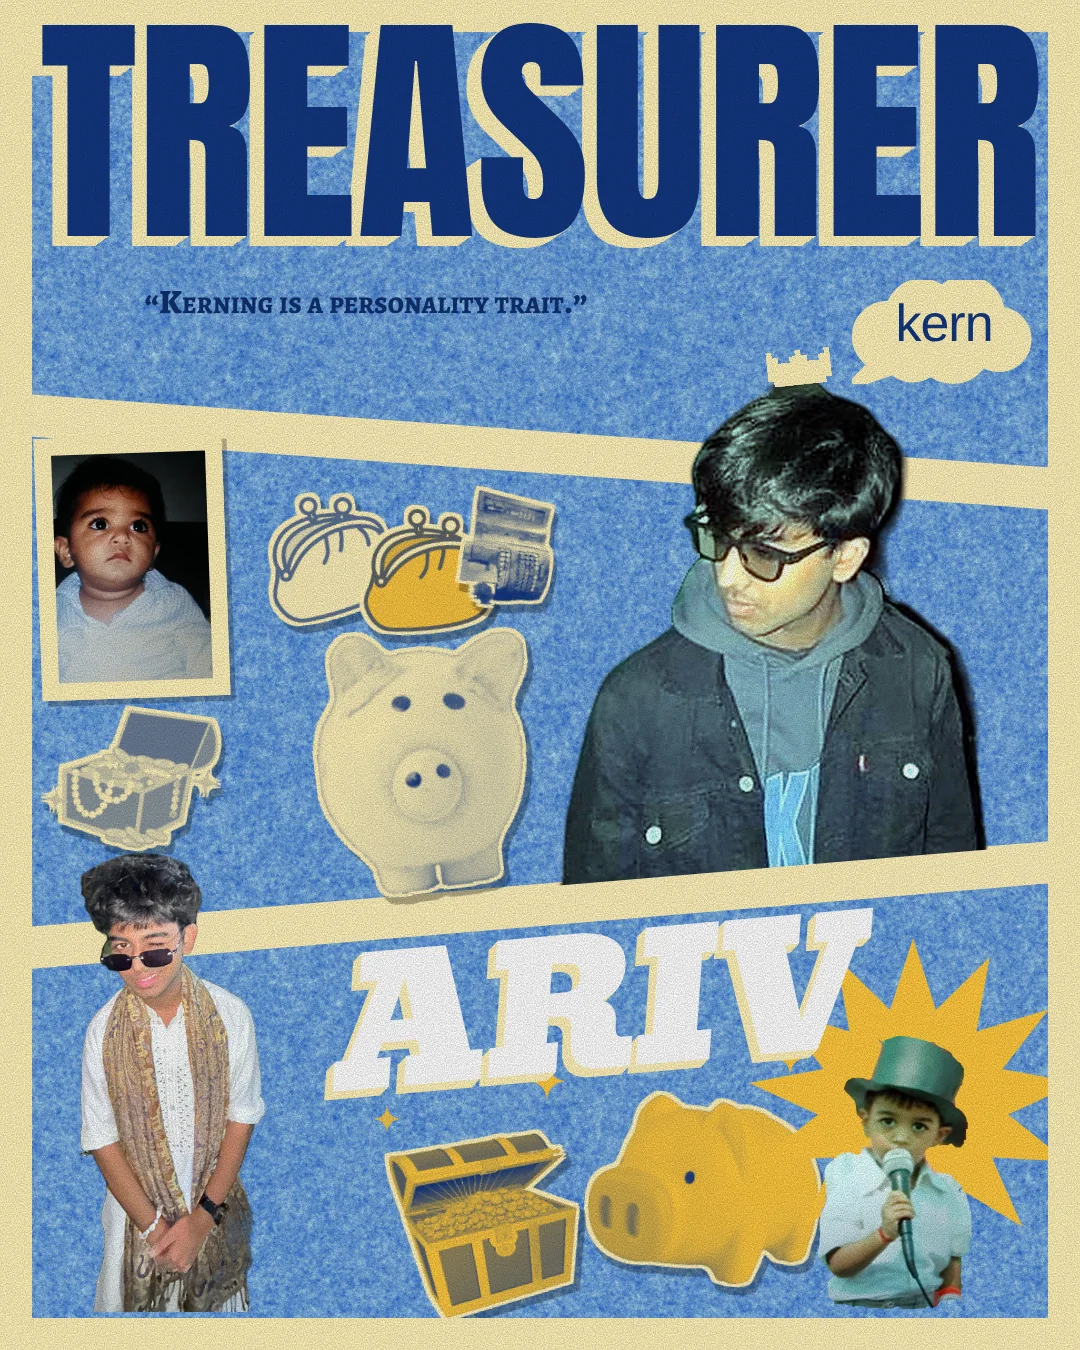 TREASURER
“Kerning is a personality trait.”
kern
K
ARIV